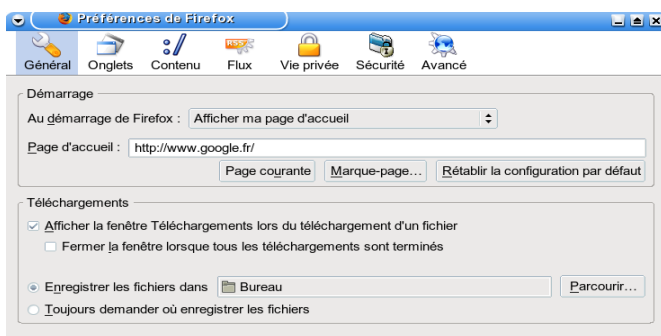 Préférences de Firefox
Général Onglets Contenu Flux Vie privée Sécurité Avancé
Démarrage
Au démarrage de Firefox : Afficher ma page d'accueil
Page d'accueil : http://www.google.fr/
Page courante Marque-page... Rétablir la configuration par défaut
Téléchargements
Afficher la fenêtre Téléchargements lors du téléchargement d'un fichier
Fermer la fenêtre lorsque tous les téléchargements sont terminés
Enregistrer les fichiers dans Bureau Parcourir...
Toujours demander où enregistrer les fichiers